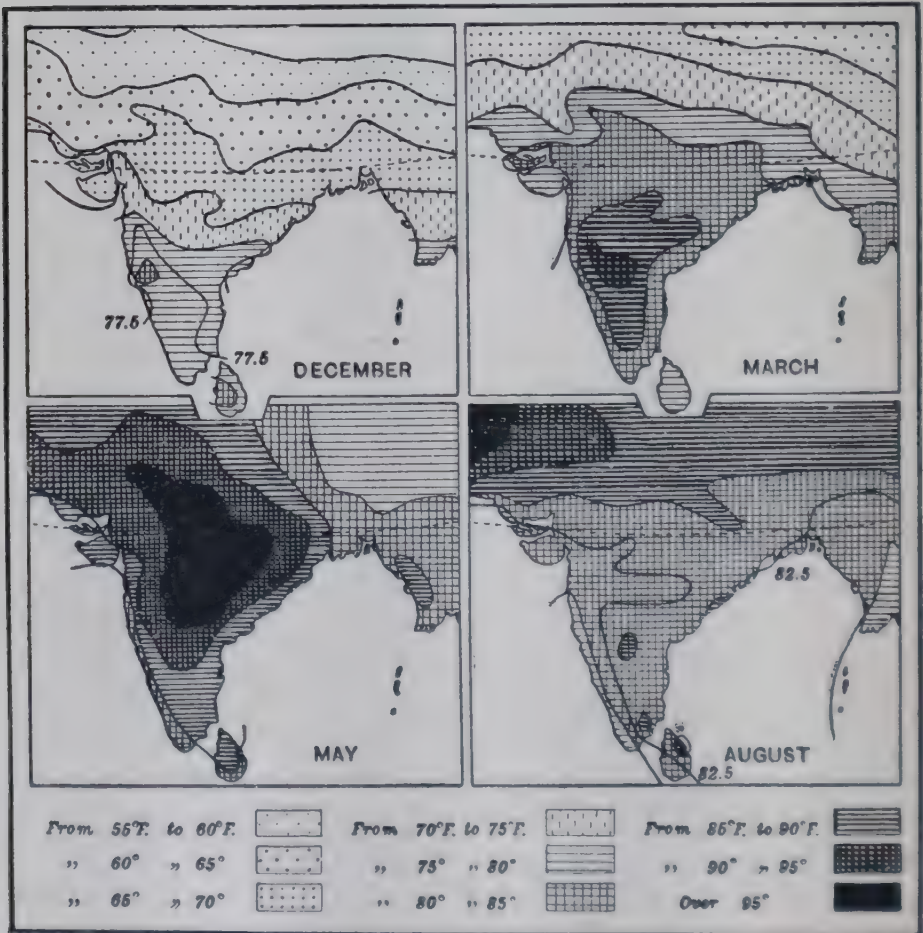 77.5
77.5
DECEMBER
MARCH
MAY
82.5
AUGUST
82.5
From 55°F. to 60°F.
From 70°F. to 75°F.
From 85°F. to 90°F.
„ 60° „ 65°
„ 75° „ 80°
„ 90° „ 95°
„ 65° „ 70°
„ 80° „ 85°
Over 95°